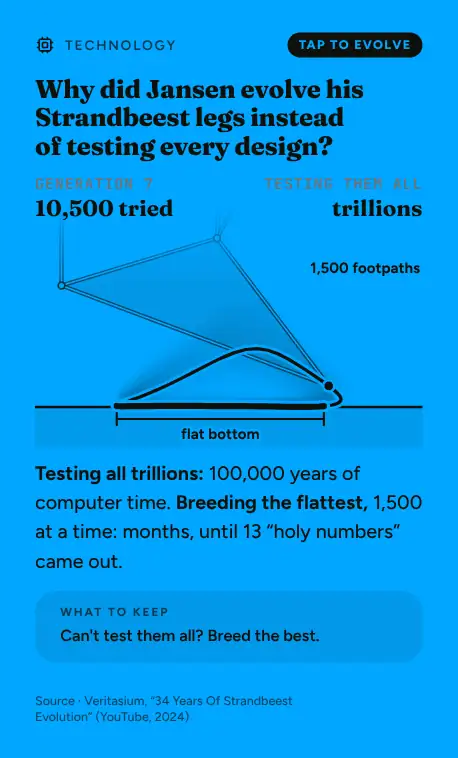 TECHNOLOGY
TAP TO EVOLVE
Why did Jansen evolve his
Strandbeest legs instead
of testing every design?
GENERATION 7
TESTING THEM ALL
10,500 tried
trillions
1,500 footpaths
flat bottom
Testing all trillions: 100,000 years of
computer time. Breeding the flattest, 1,500
at a time: months, until 13 “holy numbers”
came out.
WHAT TO KEEP
Can't test them all? Breed the best.
Source · Veritasium, “34 Years Of Strandbeest
Evolution” (YouTube, 2024)